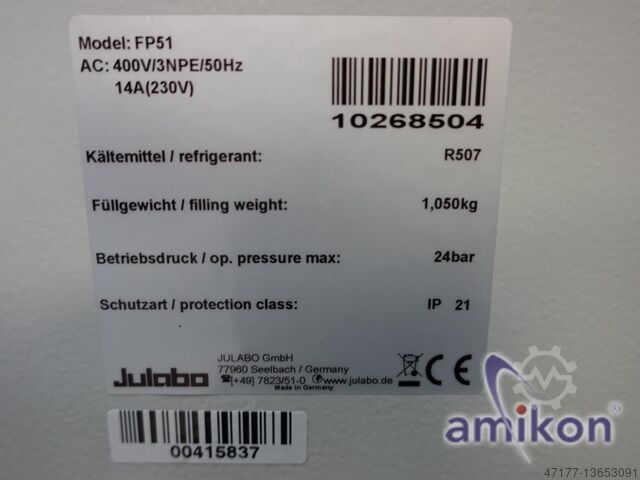 Model: FP51
AC: 400V/3NPE/50Hz
14A(230V)
10268504
Kältemittel / refrigerant: R507
Füllgewicht / filling weight: 1,050kg
Betriebsdruck / op. pressure max: 24bar
Schutzart / protection class: IP 21
Julabo
JULABO GmbH
77960 Seelbach / Germany
☎[+49) 7823/51-0 www.julabo.de
Made in Germany
CE
00415837
amikon
47177-13653091